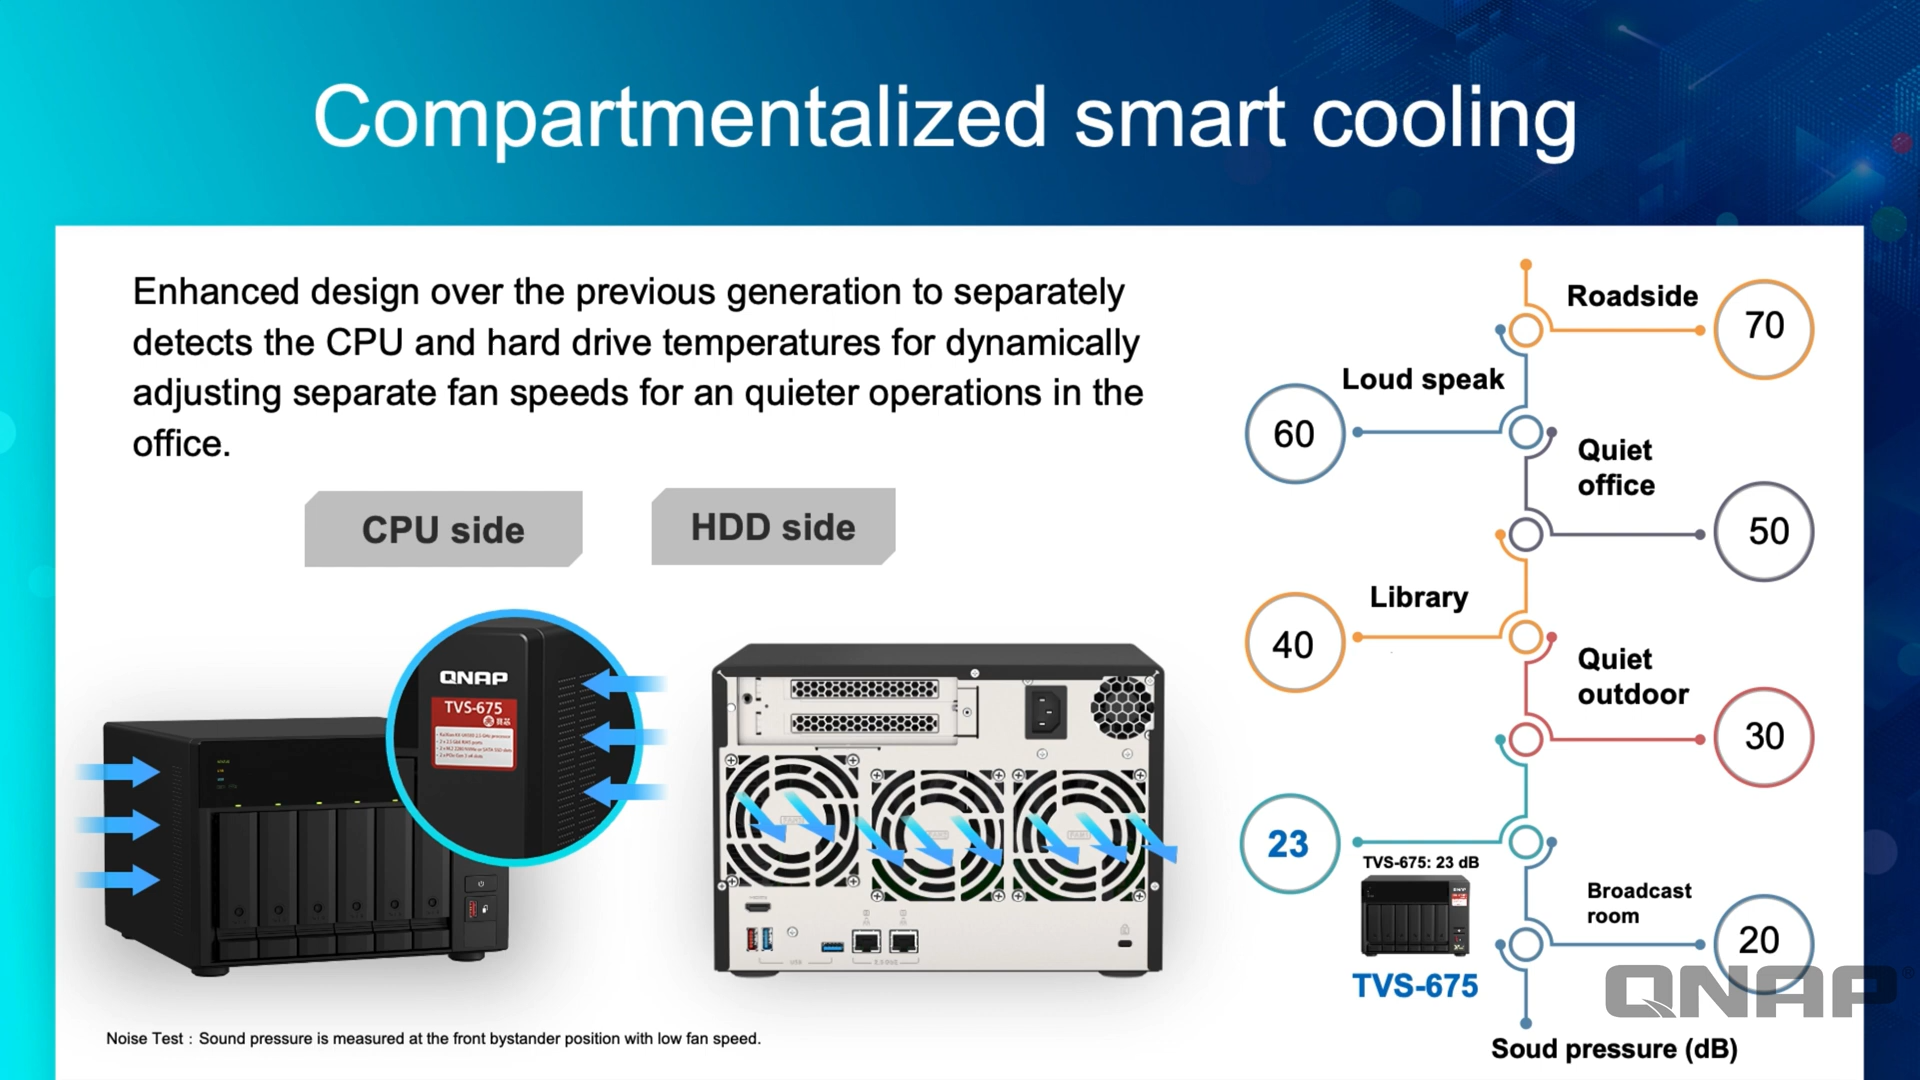 Compartmentalized smart cooling
Enhanced design over the previous generation to separately
detects the CPU and hard drive temperatures for dynamically
adjusting separate fan speeds for an quieter operations in the
office.
CPU side
HDD side
QNAP
TVS-675
Noise Test : Sound pressure is measured at the front bystander position with low fan speed.
Roadside
70
Loud speak
60
Quiet
office
50
Library
40
Quiet
outdoor
30
23
TVS-675: 23 dB
TVS-675
Broadcast
room
20
Soud pressure (dB)
QNAP